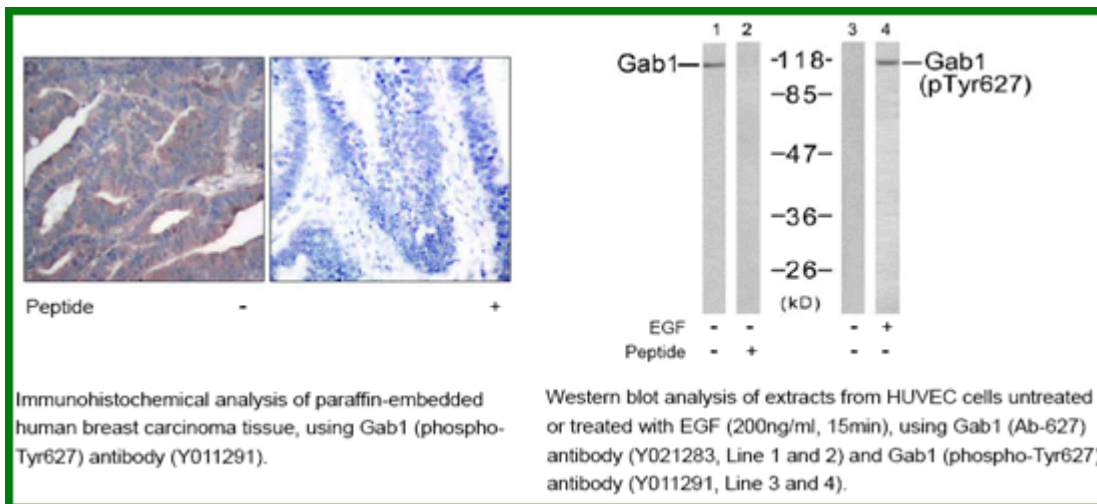 1 2 3 4
Gab1 -118- Gab1
(pTyr627)
-85-
-47-
-36-
-26-
(kD)
Peptide - +
EGF - - - +
Peptide - + - -
Immunohistochemical analysis of paraffin-embedded
human breast carcinoma tissue, using Gab1 (phospho-
Tyr627) antibody (Y011291).
Western blot analysis of extracts from HUVEC cells untreated
or treated with EGF (200ng/ml, 15min), using Gab1 (Ab-627)
antibody (Y021283, Line 1 and 2) and Gab1 (phospho-Tyr627)
antibody (Y011291, Line 3 and 4).